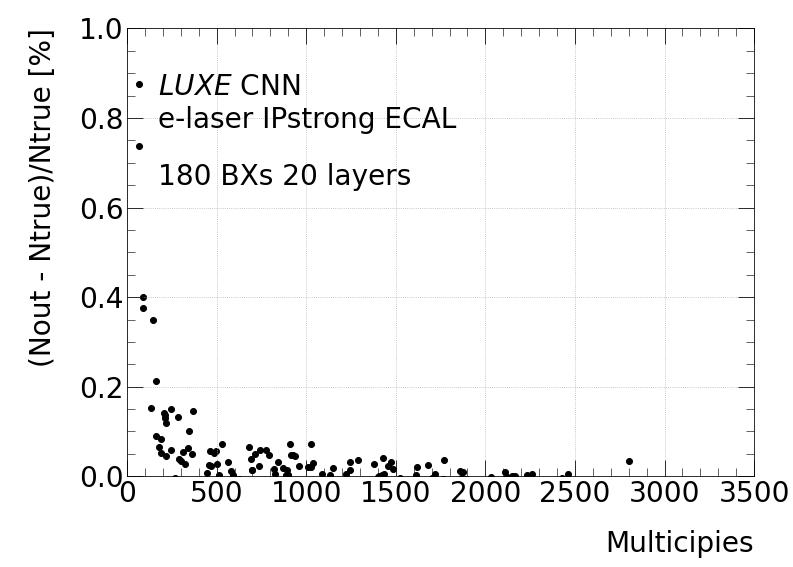 (Nout - Ntrue)/Ntrue [%]
1.0
0.8
0.6
0.4
0.2
0.0
LUXE CNN
e-laser IPstrong ECAL
180 BXs 20 layers
0 500 1000 1500 2000 2500 3000 3500
Multicipies